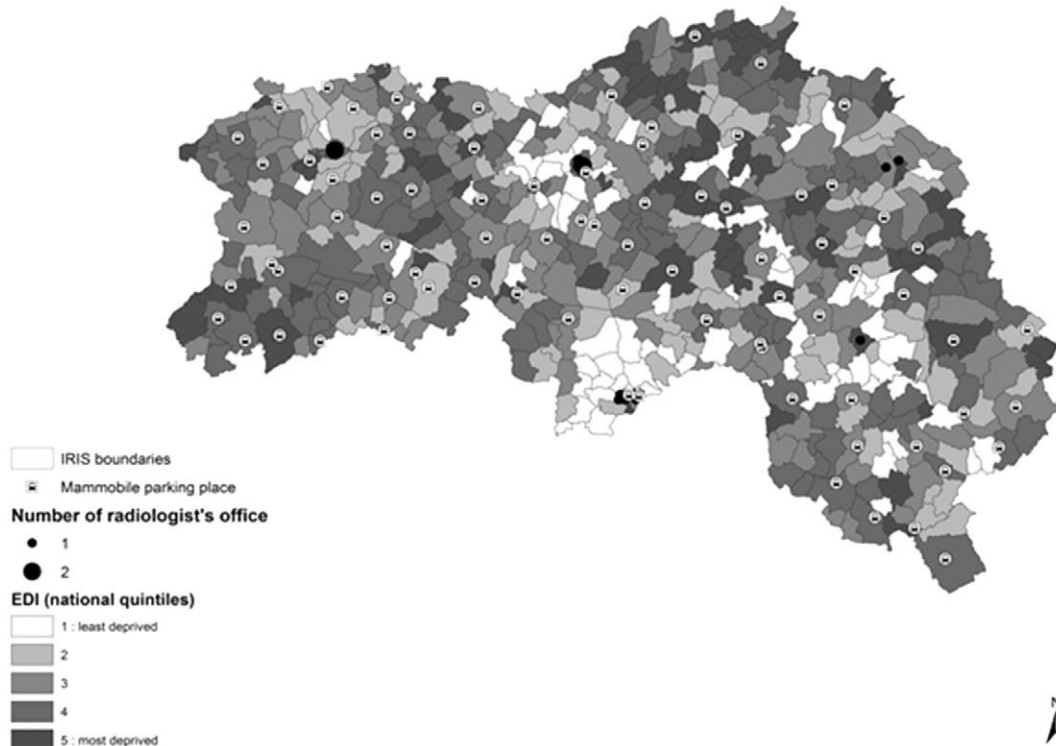 IRIS boundaries
Mammobile parking place
Number of radiologist's office
1
2
EDI (national quintiles)
1 : least deprived
2
3
4
5 : most deprived
N